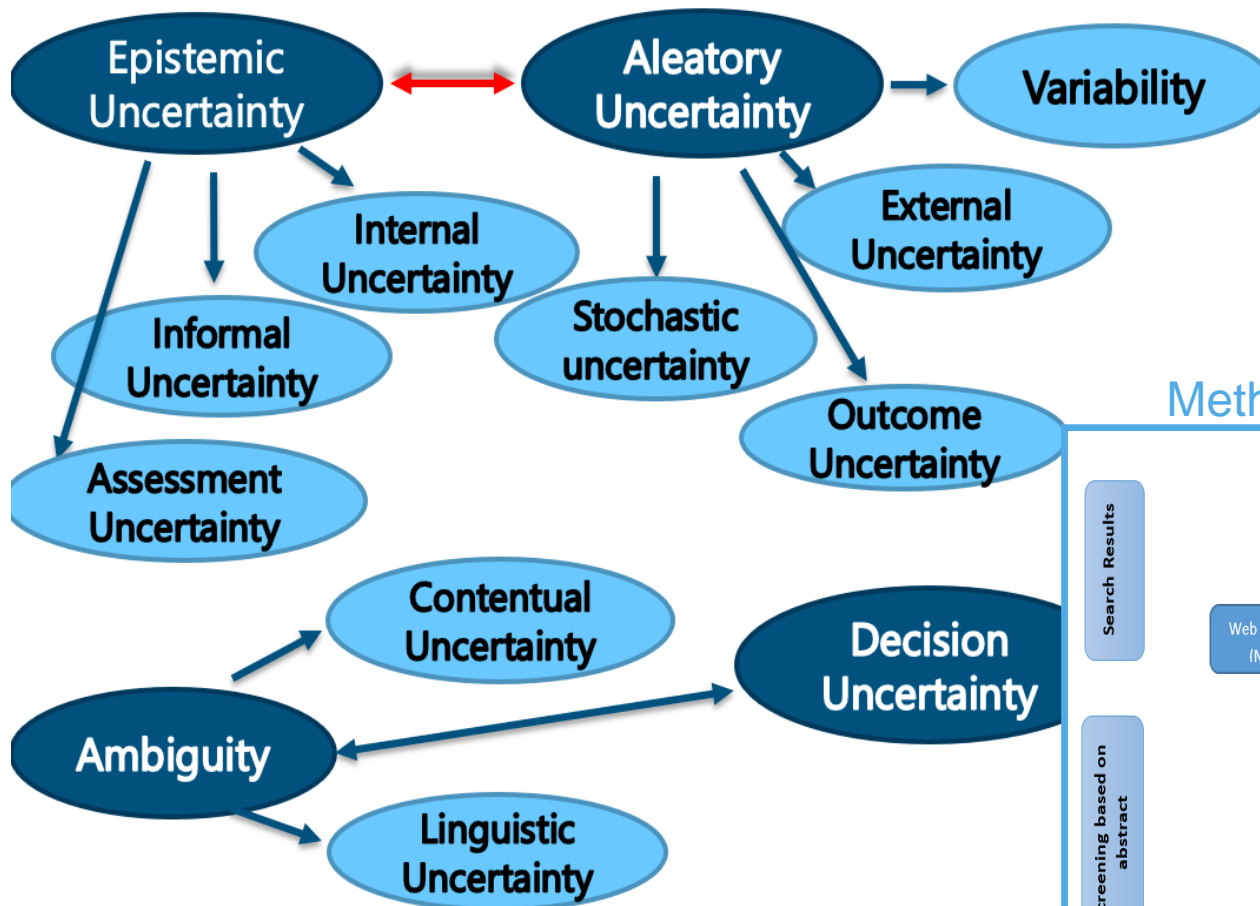 Epistemic
Uncertainty
Aleatory
Uncertainty
Variability
Internal
Uncertainty
External
Uncertainty
Informal
Uncertainty
Stochastic
uncertainty
Outcome
Uncertainty
Assessment
Uncertainty
Contentual
Uncertainty
Decision
Uncertainty
Ambiguity
Linguistic
Uncertainty
Meth
Search Results
Web
(N
creening based on
abstract